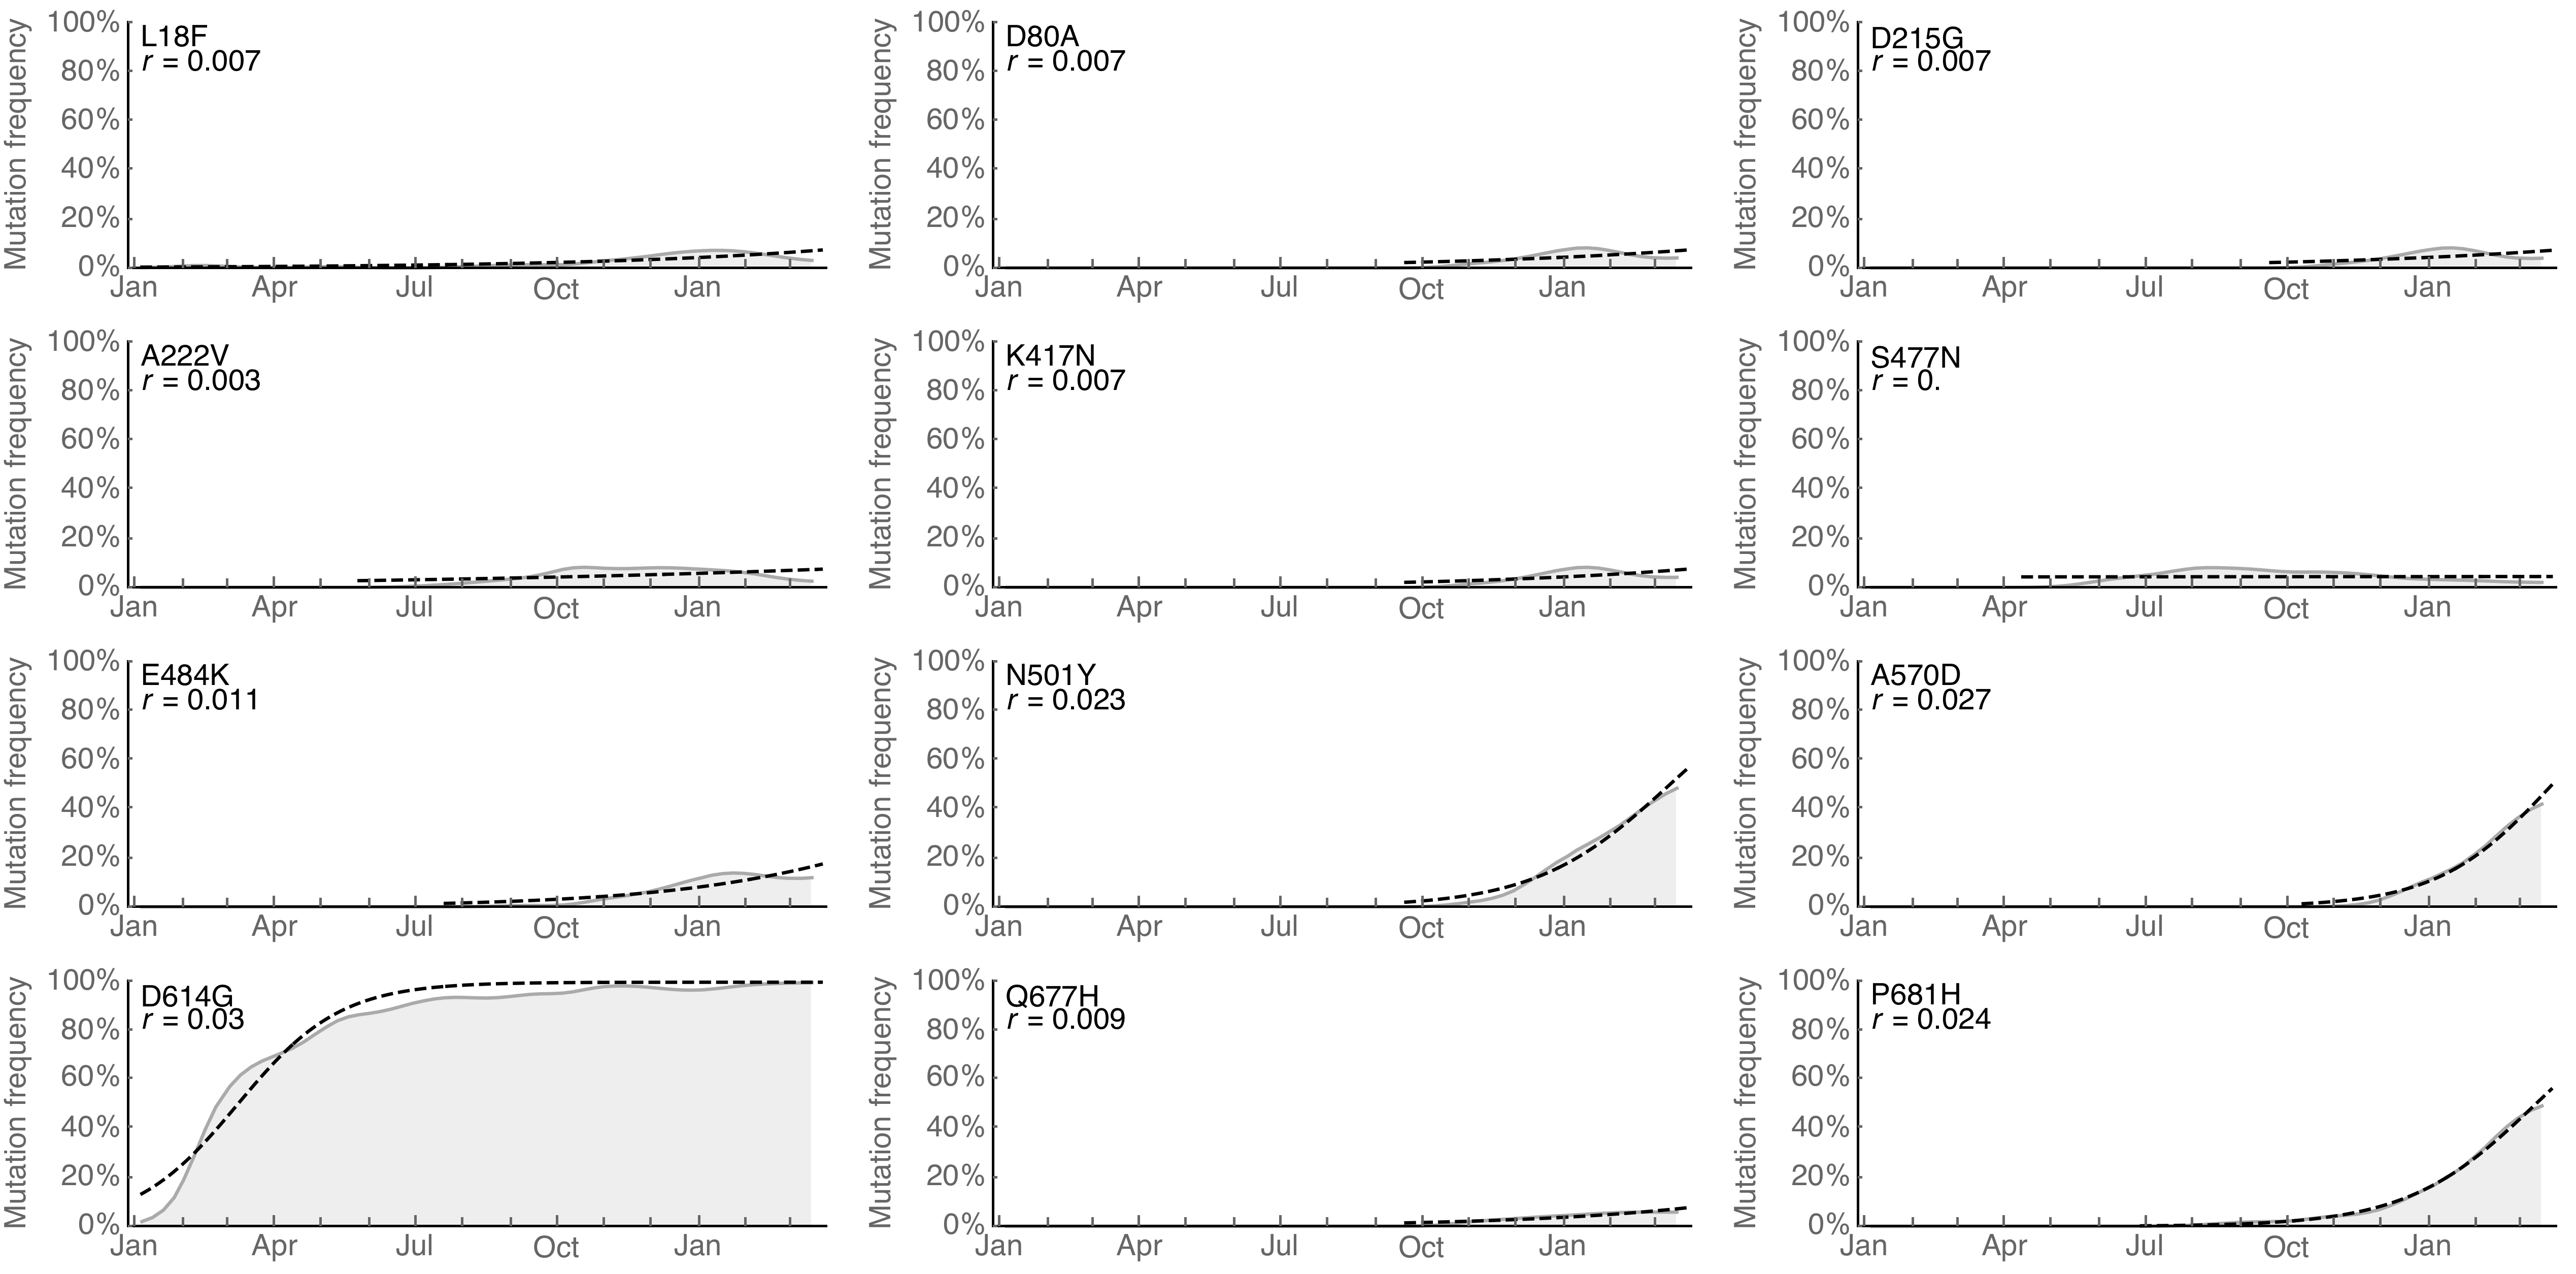 Mutation frequency
100%
80%
60%
40%
20%
0%
L18F
r = 0.007
Jan Apr Jul Oct Jan
Mutation frequency
100%
80%
60%
40%
20%
0%
D80A
r = 0.007
Jan Apr Jul Oct Jan
Mutation frequency
100%
80%
60%
40%
20%
0%
D215G
r = 0.007
Jan Apr Jul Oct Jan
Mutation frequency
100%
80%
60%
40%
20%
0%
A222V
r = 0.003
Jan Apr Jul Oct Jan
Mutation frequency
100%
80%
60%
40%
20%
0%
K417N
r = 0.007
Jan Apr Jul Oct Jan
Mutation frequency
100%
80%
60%
40%
20%
0%
S477N
r = 0.
Jan Apr Jul Oct Jan
Mutation frequency
100%
80%
60%
40%
20%
0%
E484K
r = 0.011
Jan Apr Jul Oct Jan
Mutation frequency
100%
80%
60%
40%
20%
0%
N501Y
r = 0.023
Jan Apr Jul Oct Jan
Mutation frequency
100%
80%
60%
40%
20%
0%
A570D
r = 0.027
Jan Apr Jul Oct Jan
Mutation frequency
100%
80%
60%
40%
20%
0%
D614G
r = 0.03
Jan Apr Jul Oct Jan
Mutation frequency
100%
80%
60%
40%
20%
0%
Q677H
r = 0.009
Jan Apr Jul Oct Jan
Mutation frequency
100%
80%
60%
40%
20%
0%
P681H
r = 0.024
Jan Apr Jul Oct Jan